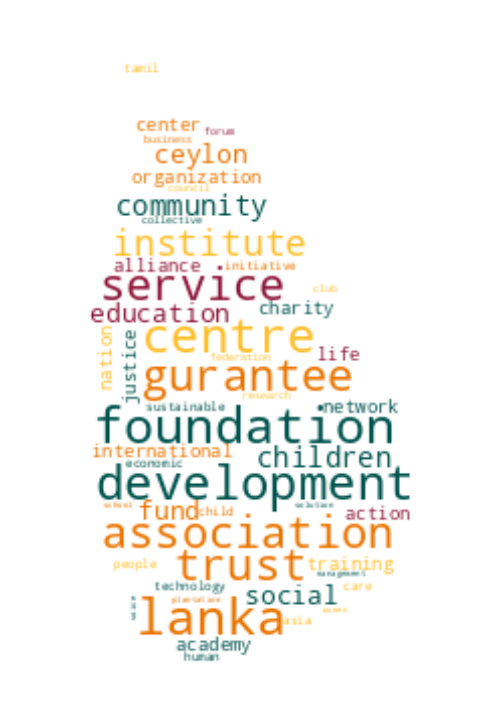 tamil
center
forum
business
ceylon
organization
council
community
collective
institute
alliance initiative
service
club
education charity
centre
nation
justice
federation life
gurantee
research
sustainable network
foundation
international children
economic
development
school fund child solution action
association
people trust training
management
technology care
plantation social
lanka asia
academy
human